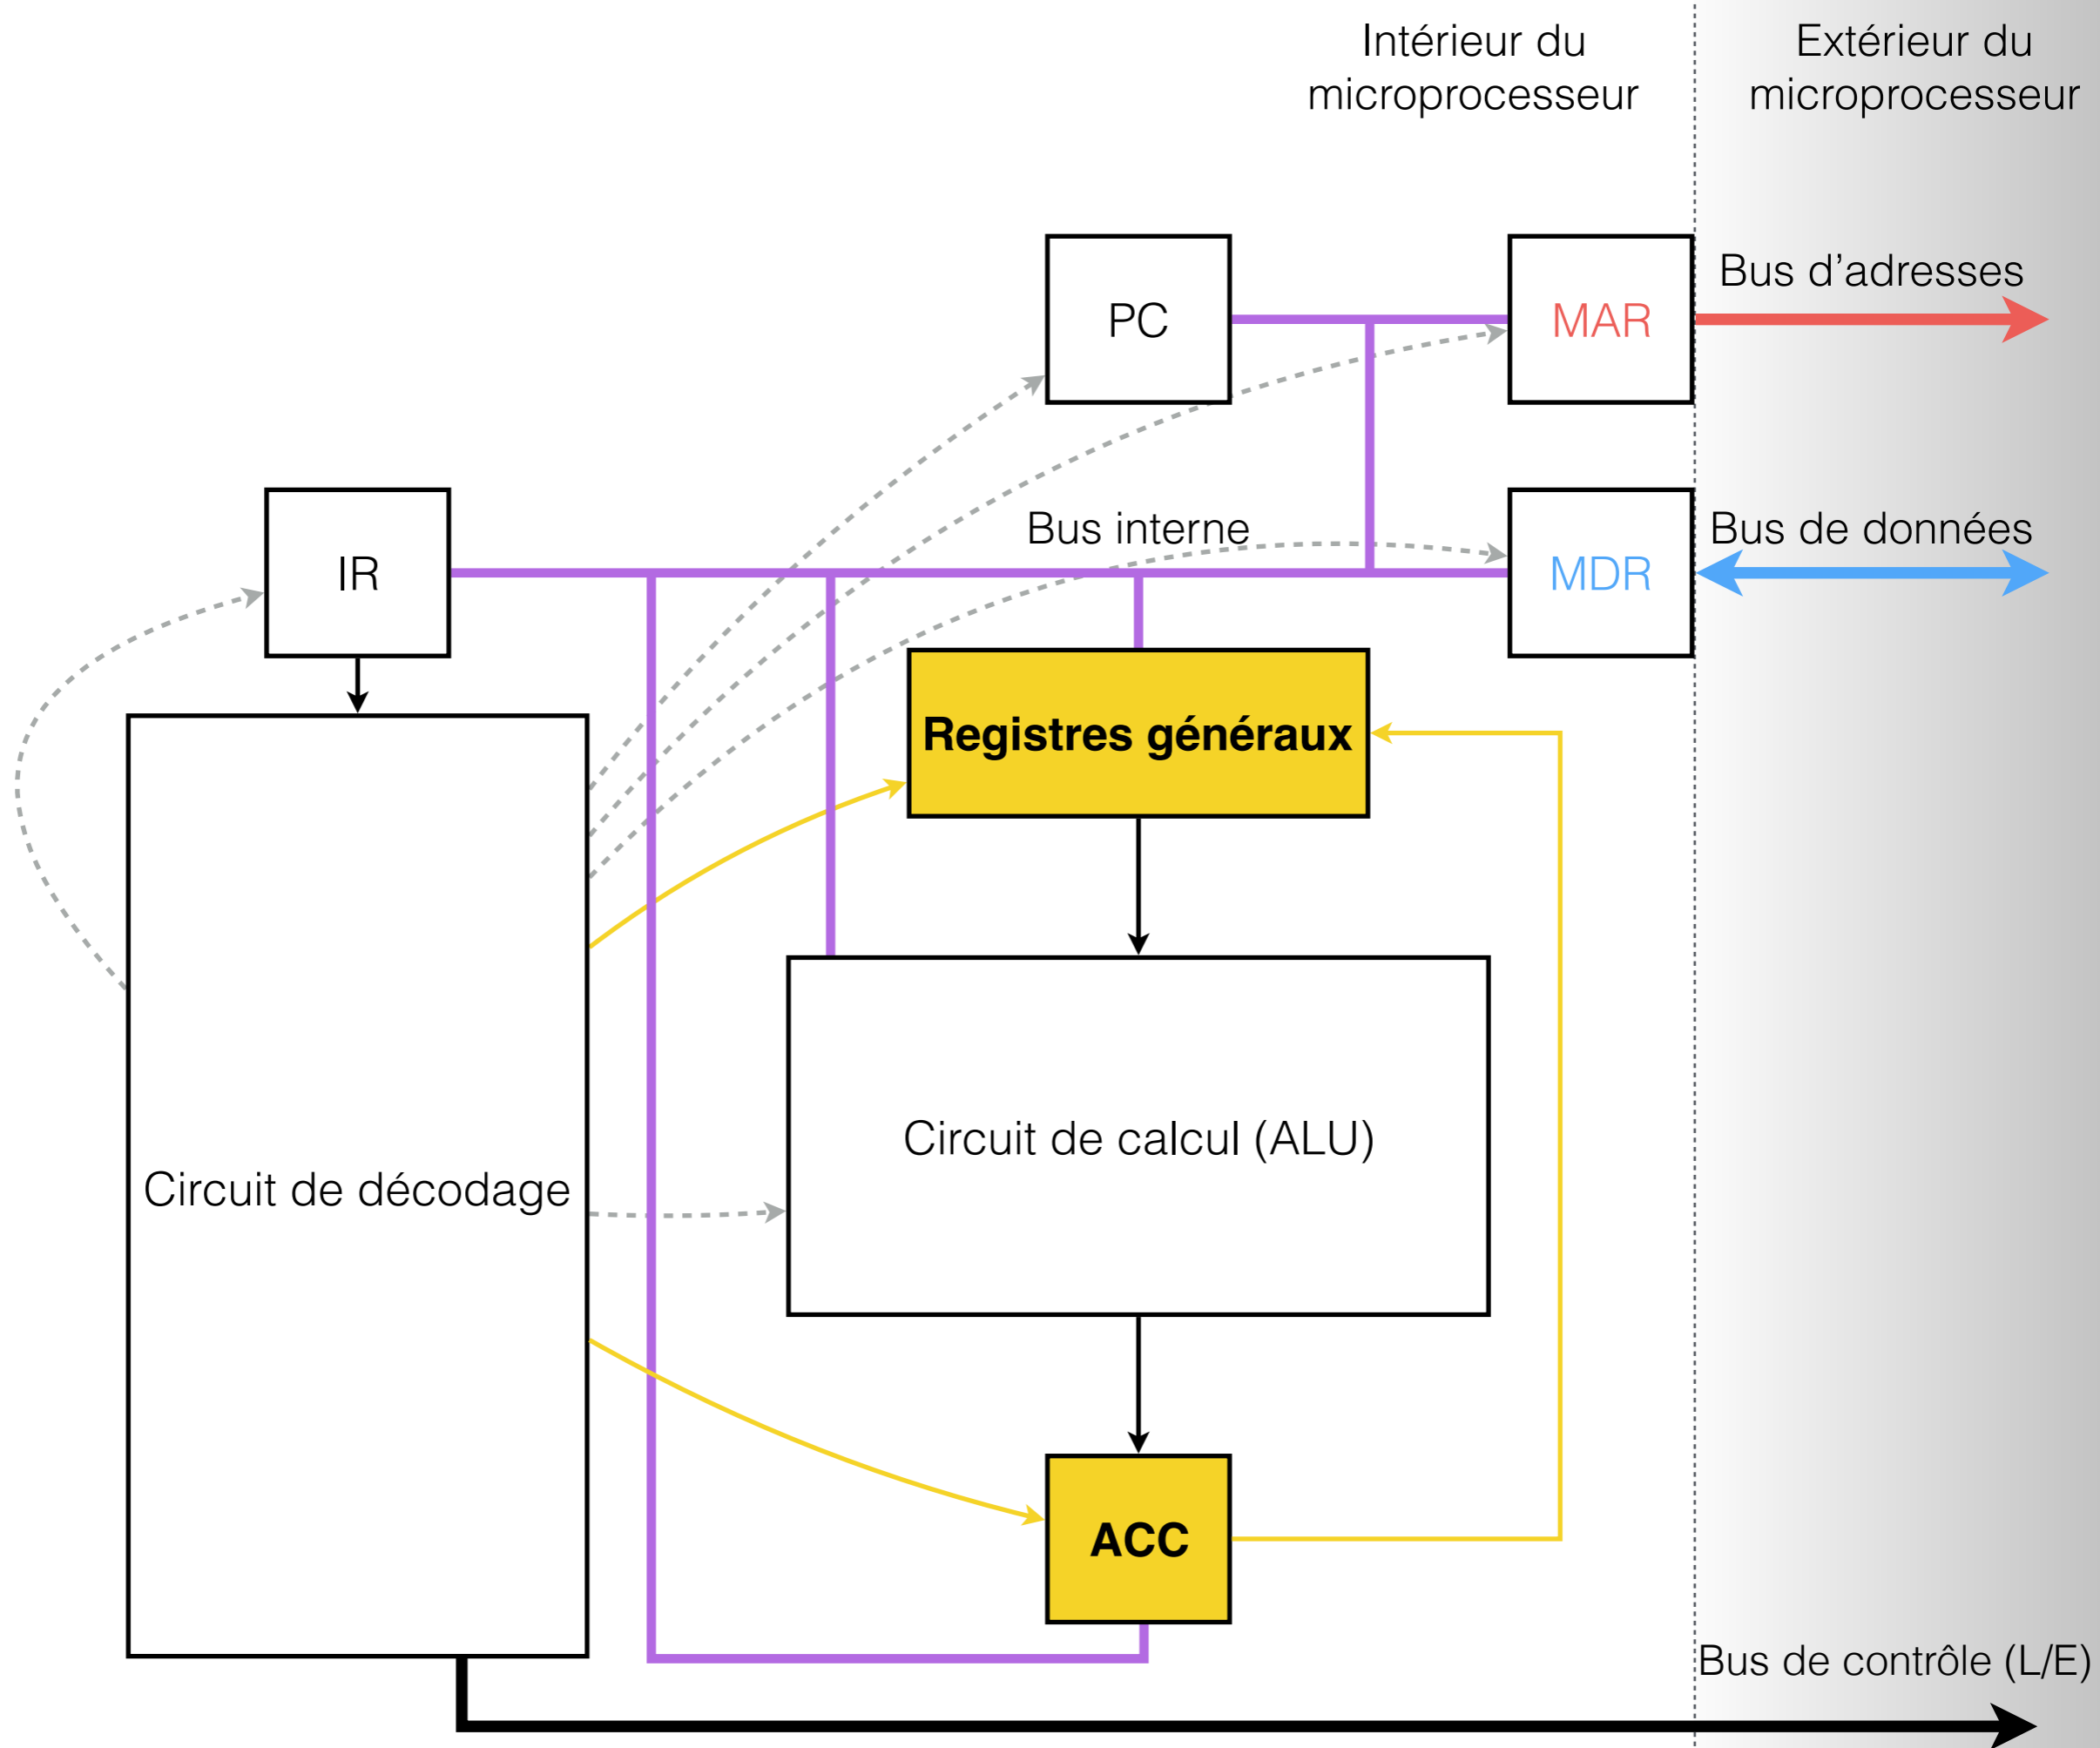 Intérieur du
microprocesseur
Extérieur du
microprocesseur
PC
MAR
Bus d’adresses
IR
Bus interne
MDR
Bus de données
Registres généraux
Circuit de calcul (ALU)
Circuit de décodage
ACC
Bus de contrôle (L/E)